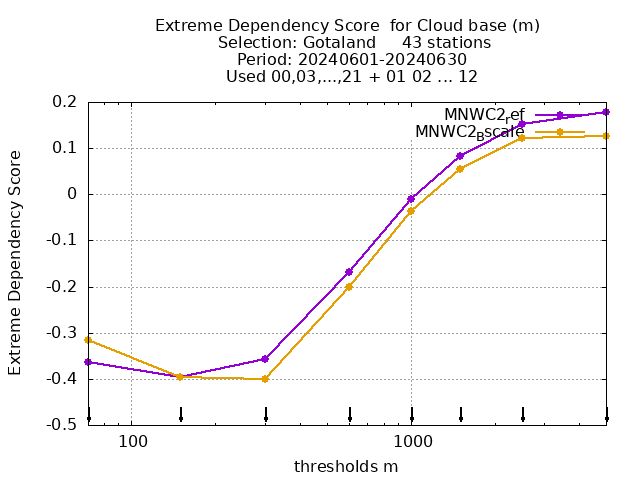 Extreme Dependency Score for Cloud base (m)
Selection: Gotaland 43 stations
Period: 20240601-20240630
Used 00,03,...,21 + 01 02 ... 12
MNWC2ref
MNWC2Bscale
0.2
0.1
0
-0.1
-0.2
-0.3
-0.4
-0.5
Extreme Dependency Score
100
1000
thresholds m